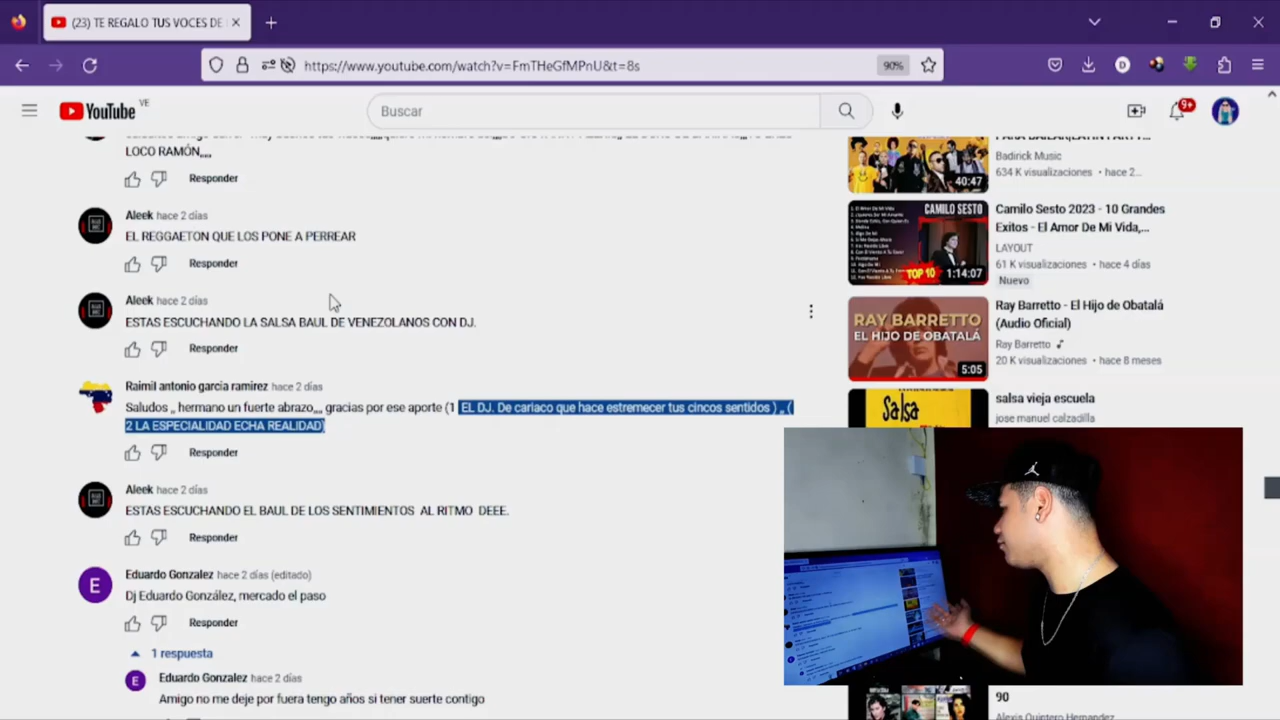 (23) TE REGALO TUS VOCES DE
https://www.youtube.com/watch?v=FmTHeGfMPnU&t=8s
90%
D
YouTube VE
Buscar
9+
LOCO RAMÓN,,,,
Responder
Aleek hace 2 días
EL REGGAETON QUE LOS PONE A PERREAR
Responder
Aleek hace 2 días
ESTAS ESCUCHANDO LA SALSA BAUL DE VENEZOLANOS CON DJ.
Responder
Raimil antonio garcia ramirez hace 2 días
Saludos ,, hermano un fuerte abrazo,,,, gracias por ese aporte (1 EL DJ. De cariaco que hace estremecer tus cincos sentidos ) ,, (
2 LA ESPECIALIDAD ECHA REALIDAD)
Responder
Aleek hace 2 días
ESTAS ESCUCHANDO EL BAUL DE LOS SENTIMIENTOS AL RITMO DEEE.
Responder
E
Eduardo Gonzalez hace 2 días (editado)
Dj Eduardo González, mercado el paso
Responder
1 respuesta
E
Eduardo Gonzalez hace 2 días
Amigo no me deje por fuera tengo años si tener suerte contigo
40:47
Badirick Music
634 K visualizaciones • hace 2...
CAMILO SESTO
TOP 10
1:14:07
Camilo Sesto 2023 - 10 Grandes
Exitos - El Amor De Mi Vida,...
LAYOUT
61 K visualizaciones • hace 4 días
Nuevo
RAY BARRETTO
EL HIJO DE OBATALÁ
5:05
Ray Barretto - El Hijo de Obatalá
(Audio Oficial)
Ray Barretto
20 K visualizaciones • hace 8 meses
Salsa
salsa vieja escuela
jose manuel calzadilla
90
Alexis Quintero Hernandez